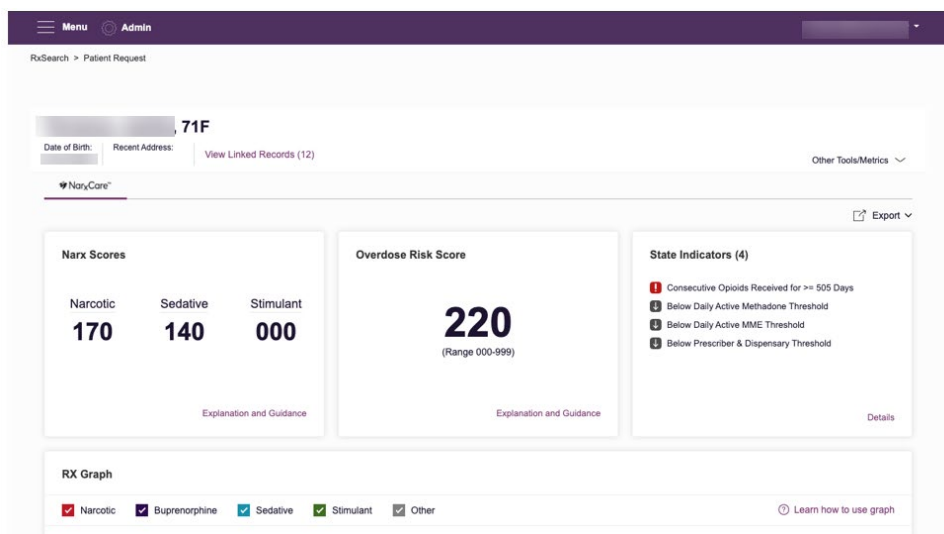 Menu Admin
RxSearch > Patient Request
, 71F
Date of Birth: Recent Address: View Linked Records (12)
Other Tools/Metrics
NarxCare
Export
Narx Scores
Narcotic Sedative Stimulant
170 140 000
Explanation and Guidance
Overdose Risk Score
220
(Range 000-999)
Explanation and Guidance
State Indicators (4)
Consecutive Opioids Received for >= 505 Days
Below Daily Active Methadone Threshold
Below Daily Active MME Threshold
Below Prescriber & Dispensary Threshold
Details
RX Graph
Narcotic Buprenorphine Sedative Stimulant Other
Learn how to use graph